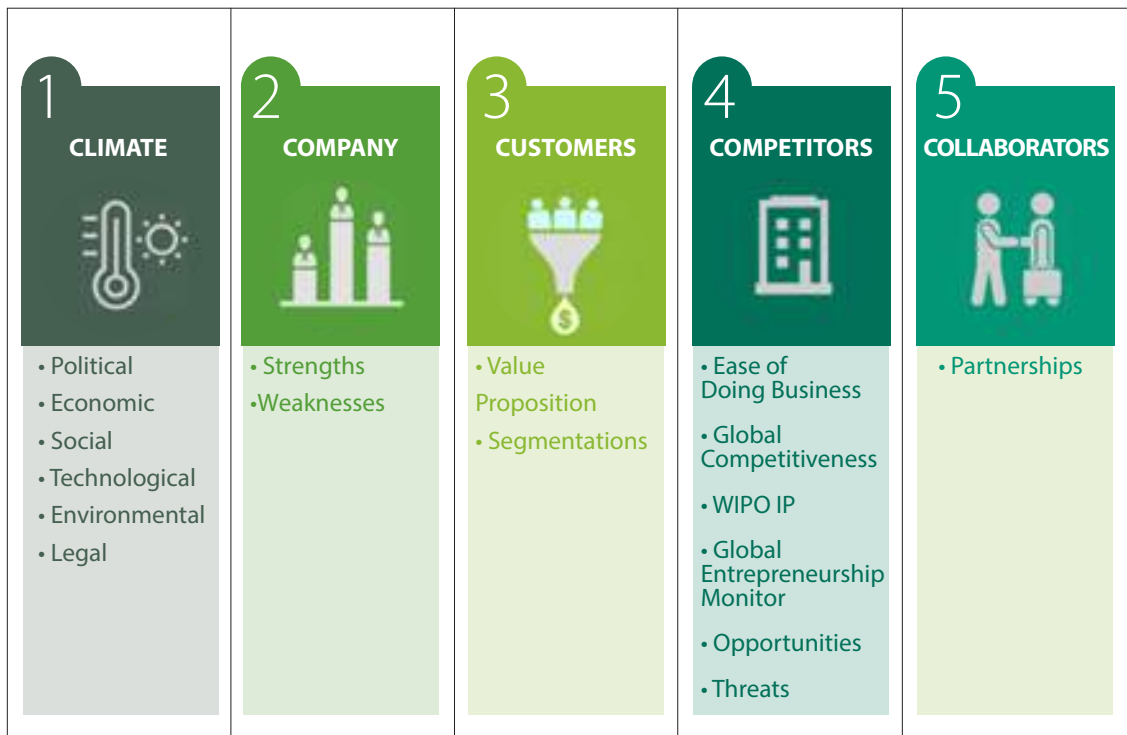 1
CLIMATE
• Political
• Economic
• Social
• Technological
• Environmental
• Legal
2
COMPANY
• Strengths
•Weaknesses
3
CUSTOMERS
$
• Value
Proposition
• Segmentations
4
COMPETITORS
• Ease of
Doing Business
• Global
Competitiveness
• WIPO IP
• Global
Entrepreneurship
Monitor
• Opportunities
• Threats
5
COLLABORATORS
• Partnerships